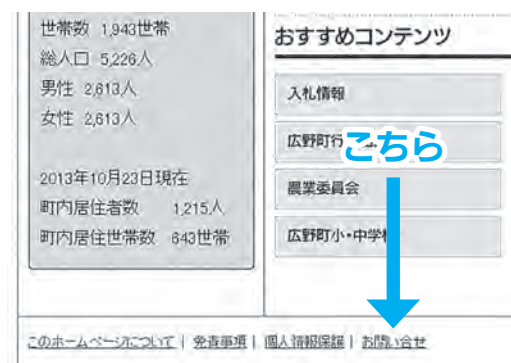 世帯数 1,943世帯
総人口 5,226人
男性 2,613人
女性 2,613人
2013年10月23日現在
町内居住者数 1,215人
町内居住世帯数 643世帯
おすすめコンテンツ
入札情報
広野町行
こちら
農業委員会
広野町小・中学校
このホームページについて | 免責事項 | 個人情報保護 | お問い合せ